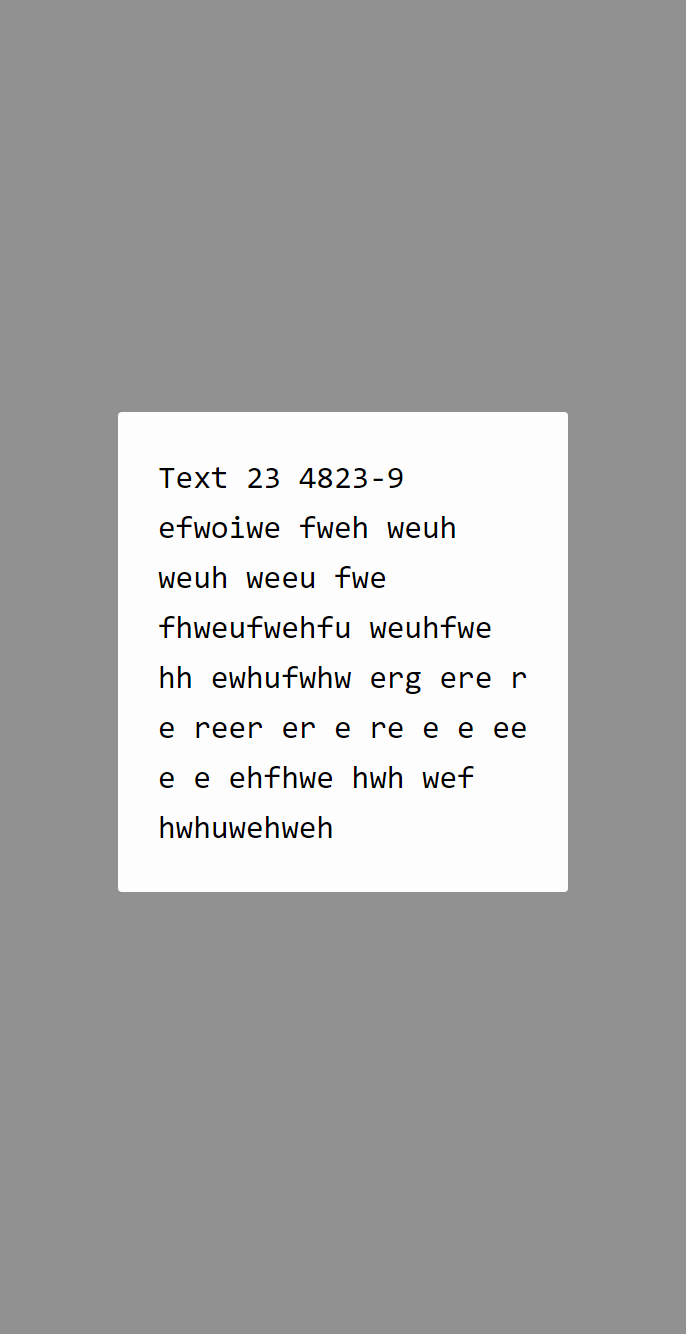 Text 23 4823-9
efwoiwe fweh weuh
weuh weeu fwe
fhweufwehfu weuhfwe
hh ewhufwhw erg ere r
e reer er e re e e ee
e e ehfhwe hwh wef
hwhuwehweh